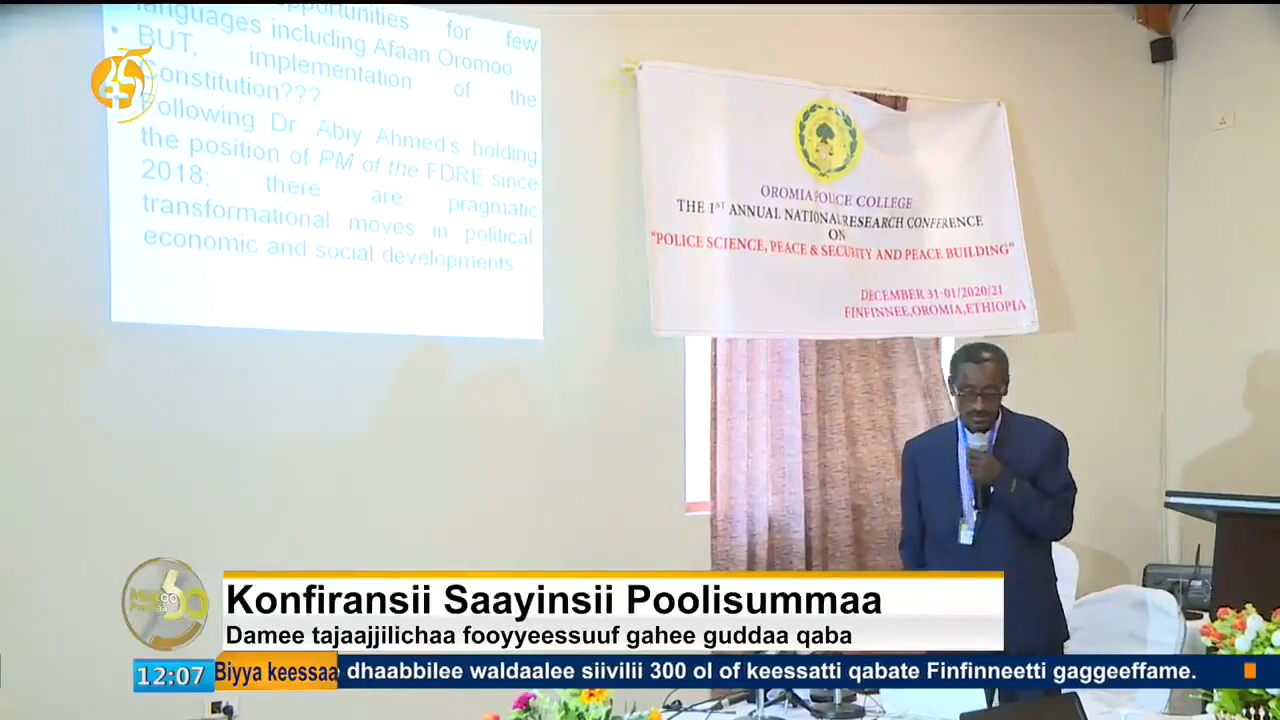 opportunities for few
languages including Afaan Oromoo
• BUT, implementation of the
Constitution???
Following Dr. Abiy Ahmed's holding
the position of PM of the FDRE since
2018; there are pragmatic
transformational moves in political,
economic and social developments
OROMIA POLICE COLLEGE
THE 1ST ANNUAL NATIONAL RESEARCH CONFERENCE
ON
"POLICE SCIENCE, PEACE & SECURITY AND PEACE BUILDING"
DECEMBER 31-01/2020/21
FINFINNEE,OROMIA,ETHIOPIA
60
Konfiransii Saayinsii Poolisummaa
Damee tajaajjilichaa fooyyeessuuf gahee guddaa qaba
12:07 Biyya keessaa dhaabbilee waldaalee siivilii 300 ol of keessatti qabate Finfinneetti gaggeeffame.